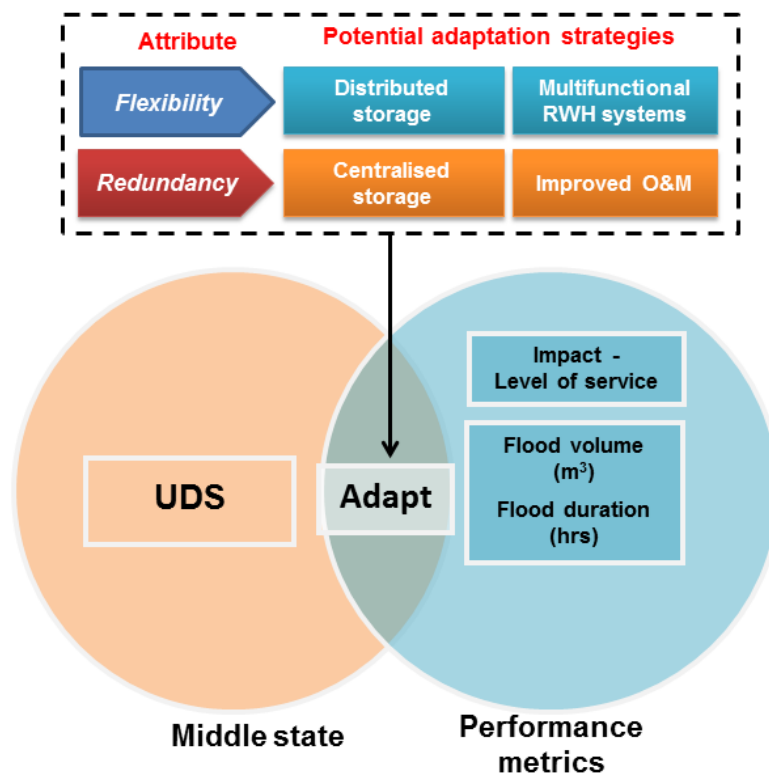 Attribute
Potential adaptation strategies
Flexibility
Distributed
storage
Multifunctional
RWH systems
Redundancy
Centralised
storage
Improved O&M
Impact -
Level of service
Flood volume
(m³)
Flood duration
(hrs)
UDS
Adapt
Middle state
Performance
metrics